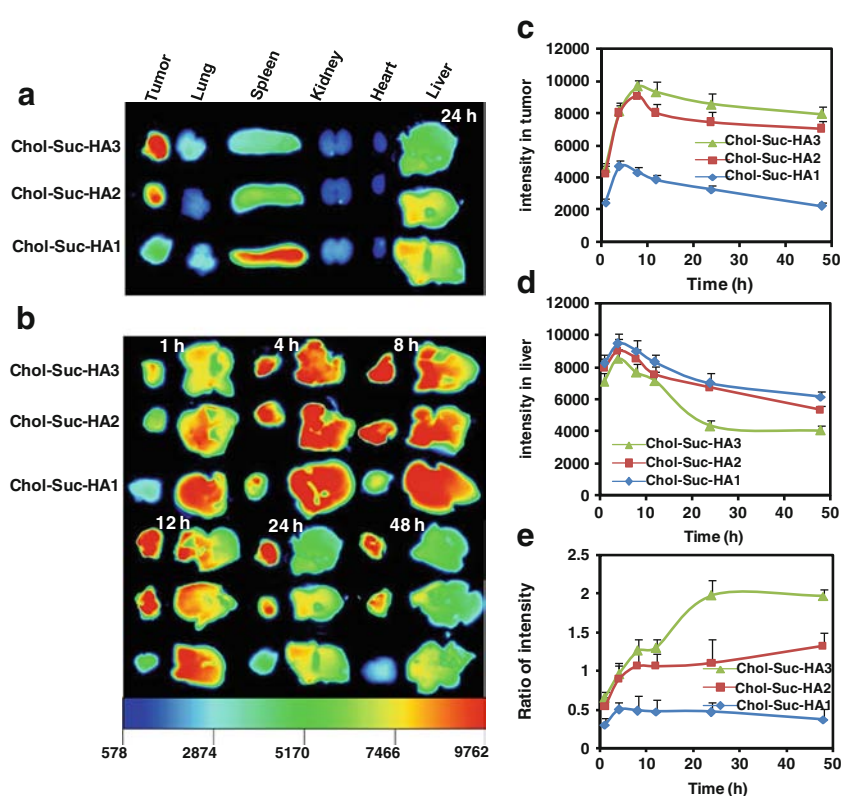 a
Tumor
Lung
Spleen
Kidney
Heart
Liver
24 h
Chol-Suc-HA3
Chol-Suc-HA2
Chol-Suc-HA1
b
1 h
4 h
8 h
Chol-Suc-HA3
Chol-Suc-HA2
Chol-Suc-HA1
12 h
24 h
48 h
578
2874
5170
7466
9762
c
intensity in tumor
12000
10000
8000
6000
4000
2000
0
Chol-Suc-HA3
Chol-Suc-HA2
Chol-Suc-HA1
0
10
20
30
40
50
Time (h)
d
intensity in liver
12000
10000
8000
6000
4000
2000
0
Chol-Suc-HA3
Chol-Suc-HA2
Chol-Suc-HA1
0
10
20
30
40
50
Time (h)
e
Ratio of intensity
2.5
2
1.5
1
0.5
0
Chol-Suc-HA3
Chol-Suc-HA2
Chol-Suc-HA1
0
10
20
30
40
50
Time (h)